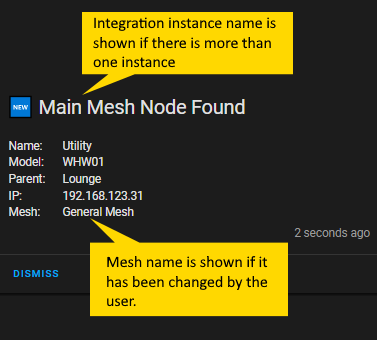 Integration instance name is
shown if there is more than
one instance
NEW Main Mesh Node Found
Name: Utility
Model: WHW01
Parent: Lounge
IP: 192.168.123.31
Mesh: General Mesh
2 seconds ago
DISMISS
Mesh name is shown if it
has been changed by the
user.